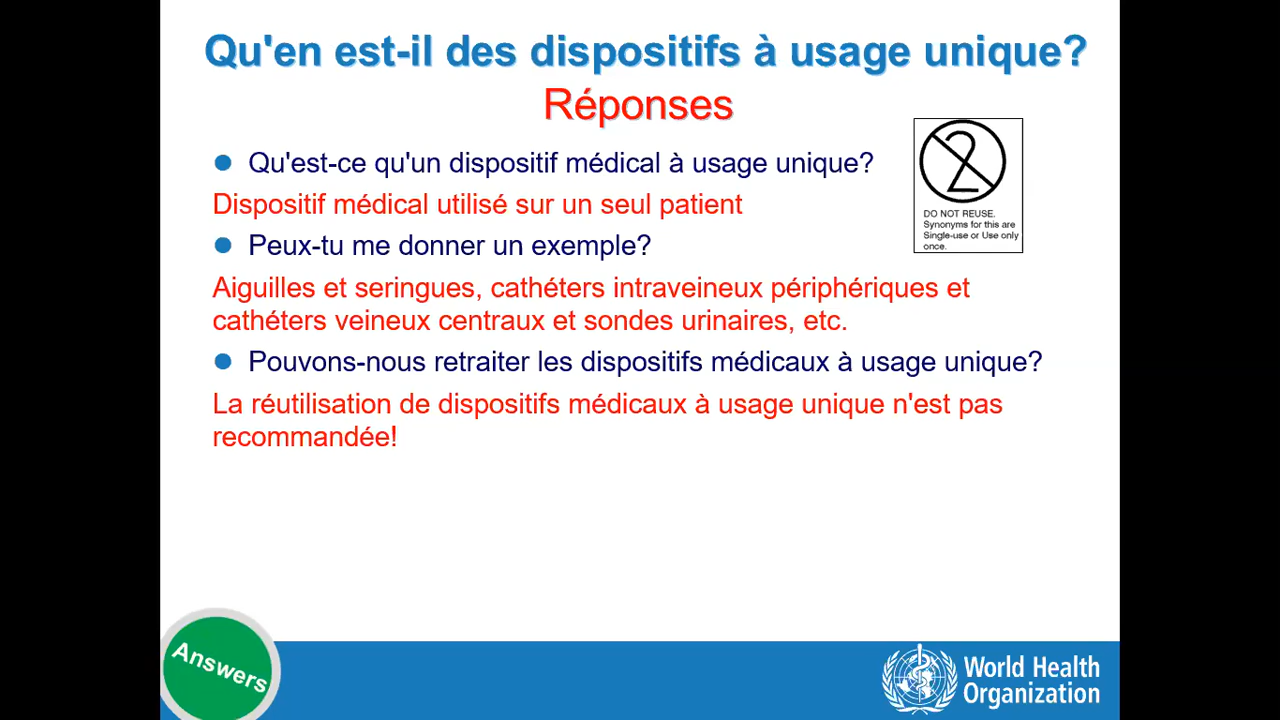 Qu'en est-il des dispositifs à usage unique?
Réponses
Qu'est-ce qu'un dispositif médical à usage unique?
Dispositif médical utilisé sur un seul patient
Peux-tu me donner un exemple?
Aiguilles et seringues, cathéters intraveineux périphériques et
cathéters veineux centraux et sondes urinaires, etc.
Pouvons-nous retraiter les dispositifs médicaux à usage unique?
La réutilisation de dispositifs médicaux à usage unique n'est pas
recommandée!
2
DO NOT REUSE.
Synonyms for this are
Single-use or Use only
once.
Answers
World Health
Organization